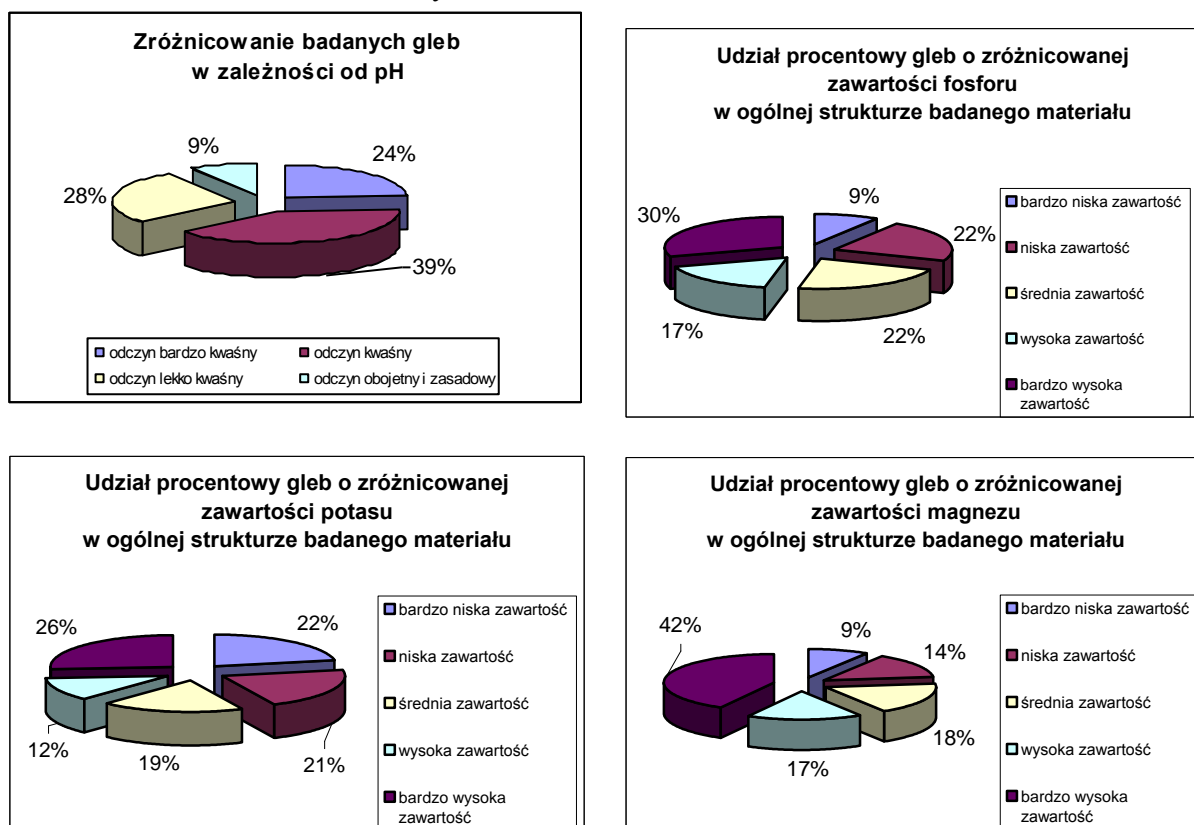 Zróżnicowanie badanych gleb
w zależności od pH
9%
24%
28%
39%
odczyn bardzo kwaśny
odczyn kwaśny
odczyn lekko kwaśny
odczyn obojetny i zasadowy
Udział procentowy gleb o zróżnicowanej
zawartości fosforu
w ogólnej strukturze badanego materiału
30%
9%
22%
17%
22%
bardzo niska zawartość
niska zawartość
średnia zawartość
wysoka zawartość
bardzo wysoka
zawartość
Udział procentowy gleb o zróżnicowanej
zawartości potasu
w ogólnej strukturze badanego materiału
26%
22%
12%
19%
21%
bardzo niska zawartość
niska zawartość
średnia zawartość
wysoka zawartość
bardzo wysoka
zawartość
Udział procentowy gleb o zróżnicowanej
zawartości magnezu
w ogólnej strukturze badanego materiału
42%
9%
14%
18%
17%
bardzo niska zawartość
niska zawartość
średnia zawartość
wysoka zawartość
bardzo wysoka
zawartość